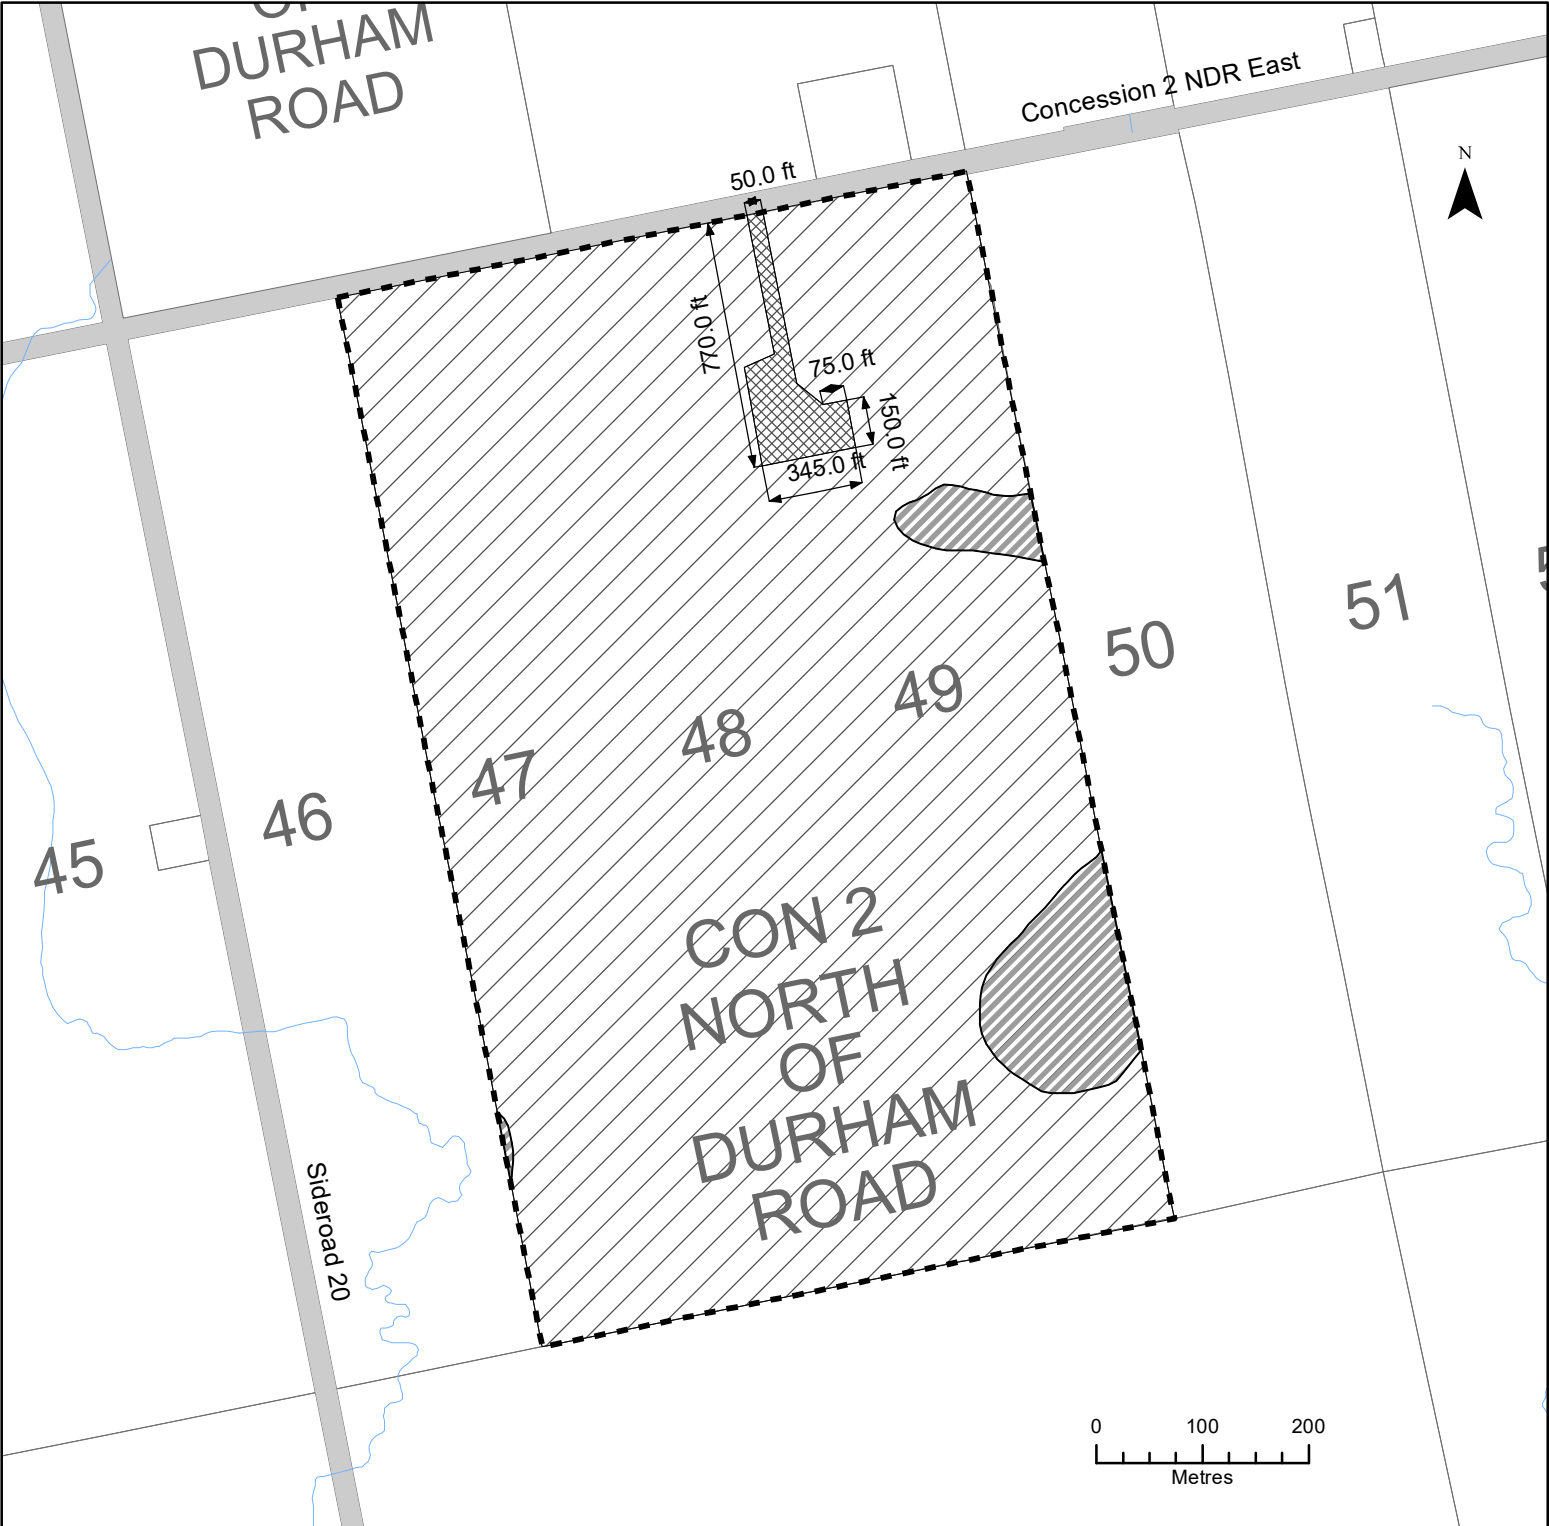 DURHAM
ROAD
Concession 2 NDR East
N
50.0 ft
770.0 ft
75.0 ft
150.0 ft
345.0 ft
51
50
49
48
47
46
45
CON 2
NORTH
OF
DURHAM
ROAD
Sideroad 20
0 100 200
Metres